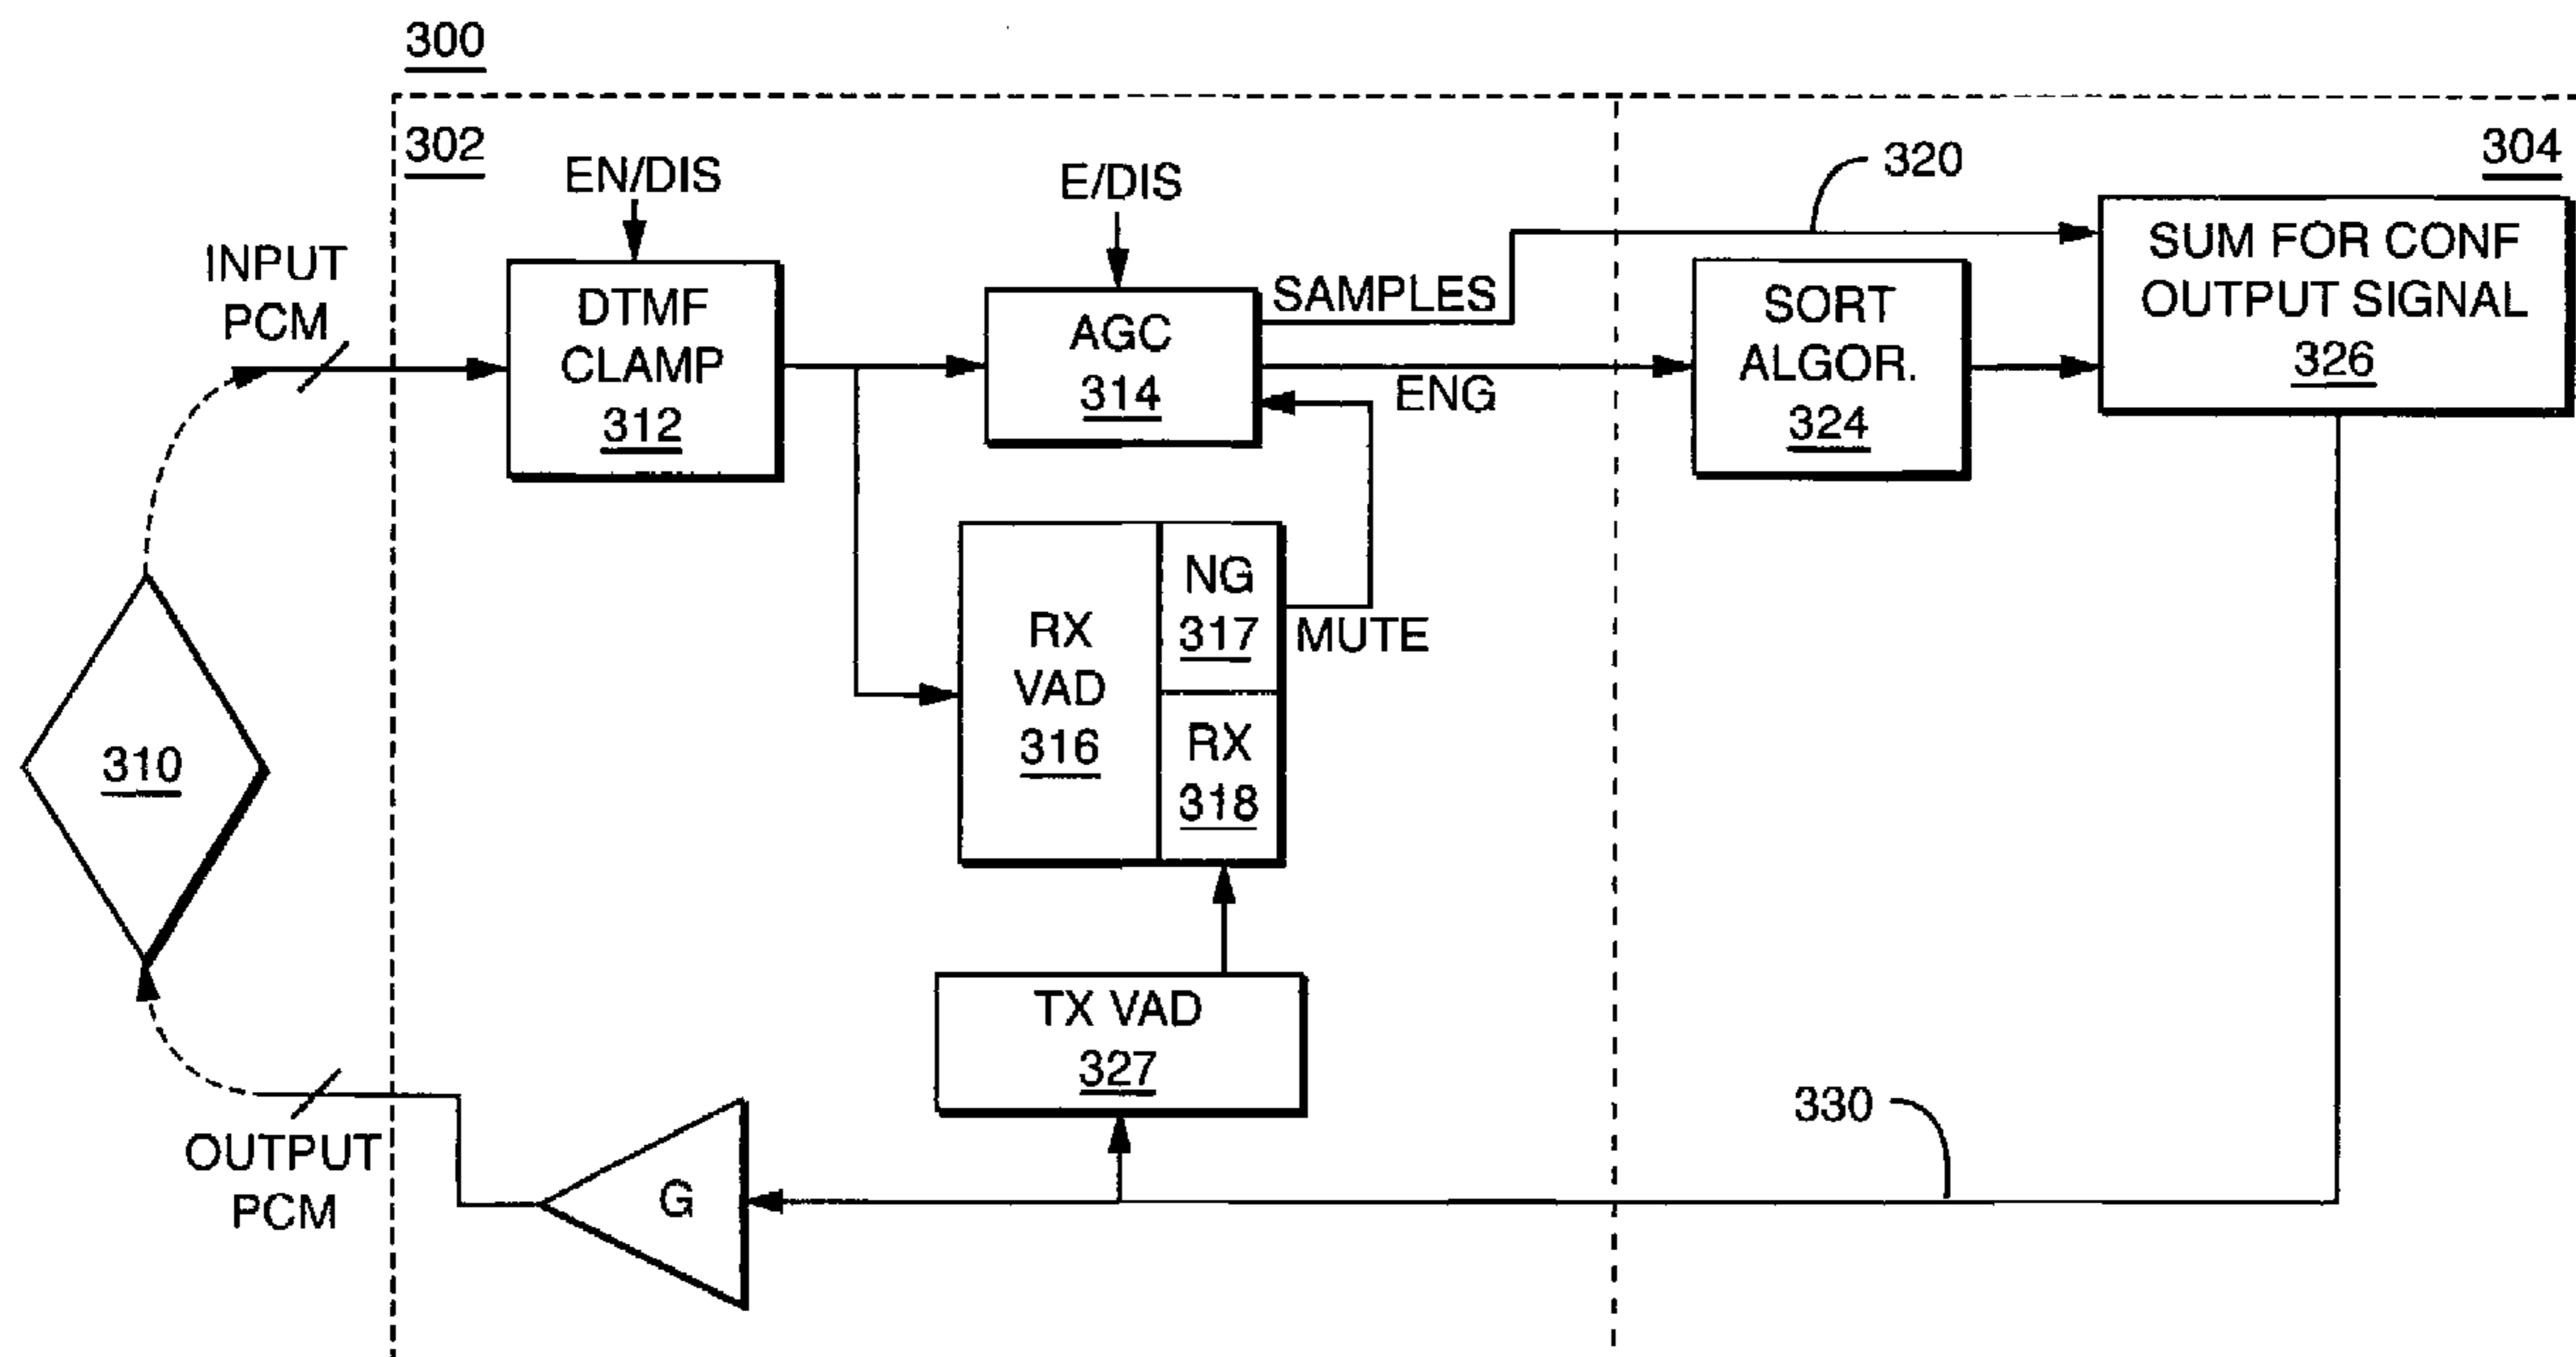 300
302
304
320
EN/DIS
E/DIS
INPUT
PCM
DTMF
CLAMP
312
AGC
314
SAMPLES
ENG
SORT
ALGOR.
324
SUM FOR CONF
OUTPUT SIGNAL
326
RX
VAD
316
NG
317
RX
318
MUTE
310
TX VAD
327
330
G
OUTPUT
PCM